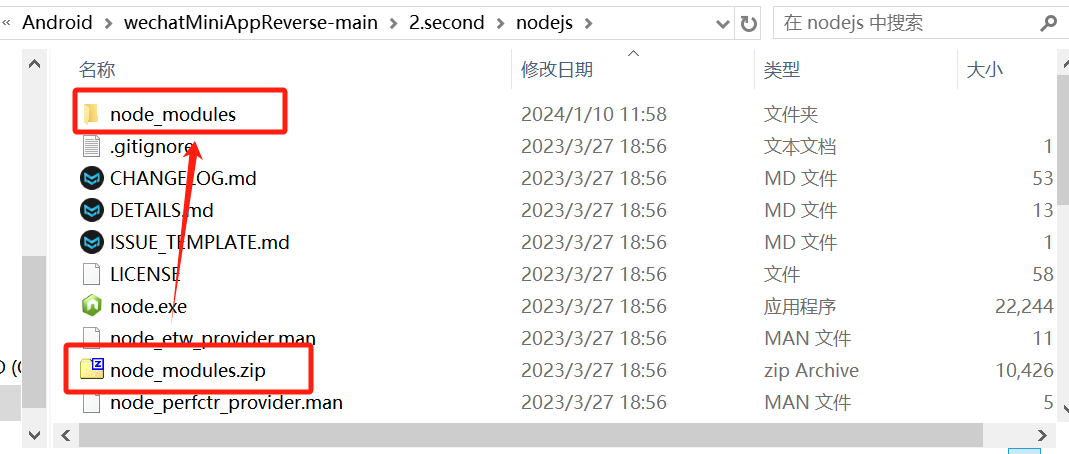 « Android > wechatMiniAppReverse-main > 2.second > nodejs > 在 nodejs 中搜索
名称 修改日期 类型 大小
node_modules 2024/1/10 11:58 文件夹
.gitignore 2023/3/27 18:56 文本文档 1
CHANGELOG.md 2023/3/27 18:56 MD 文件 53
DETAILS.md 2023/3/27 18:56 MD 文件 13
ISSUE_TEMPLATE.md 2023/3/27 18:56 MD 文件 1
LICENSE 2023/3/27 18:56 文件 58
node.exe 2023/3/27 18:56 应用程序 22,244
node_etw_provider.man 2023/3/27 18:56 MAN 文件 11
node_modules.zip 2023/3/27 18:56 zip Archive 10,426
node_perfctr_provider.man 2023/3/27 18:56 MAN 文件 5